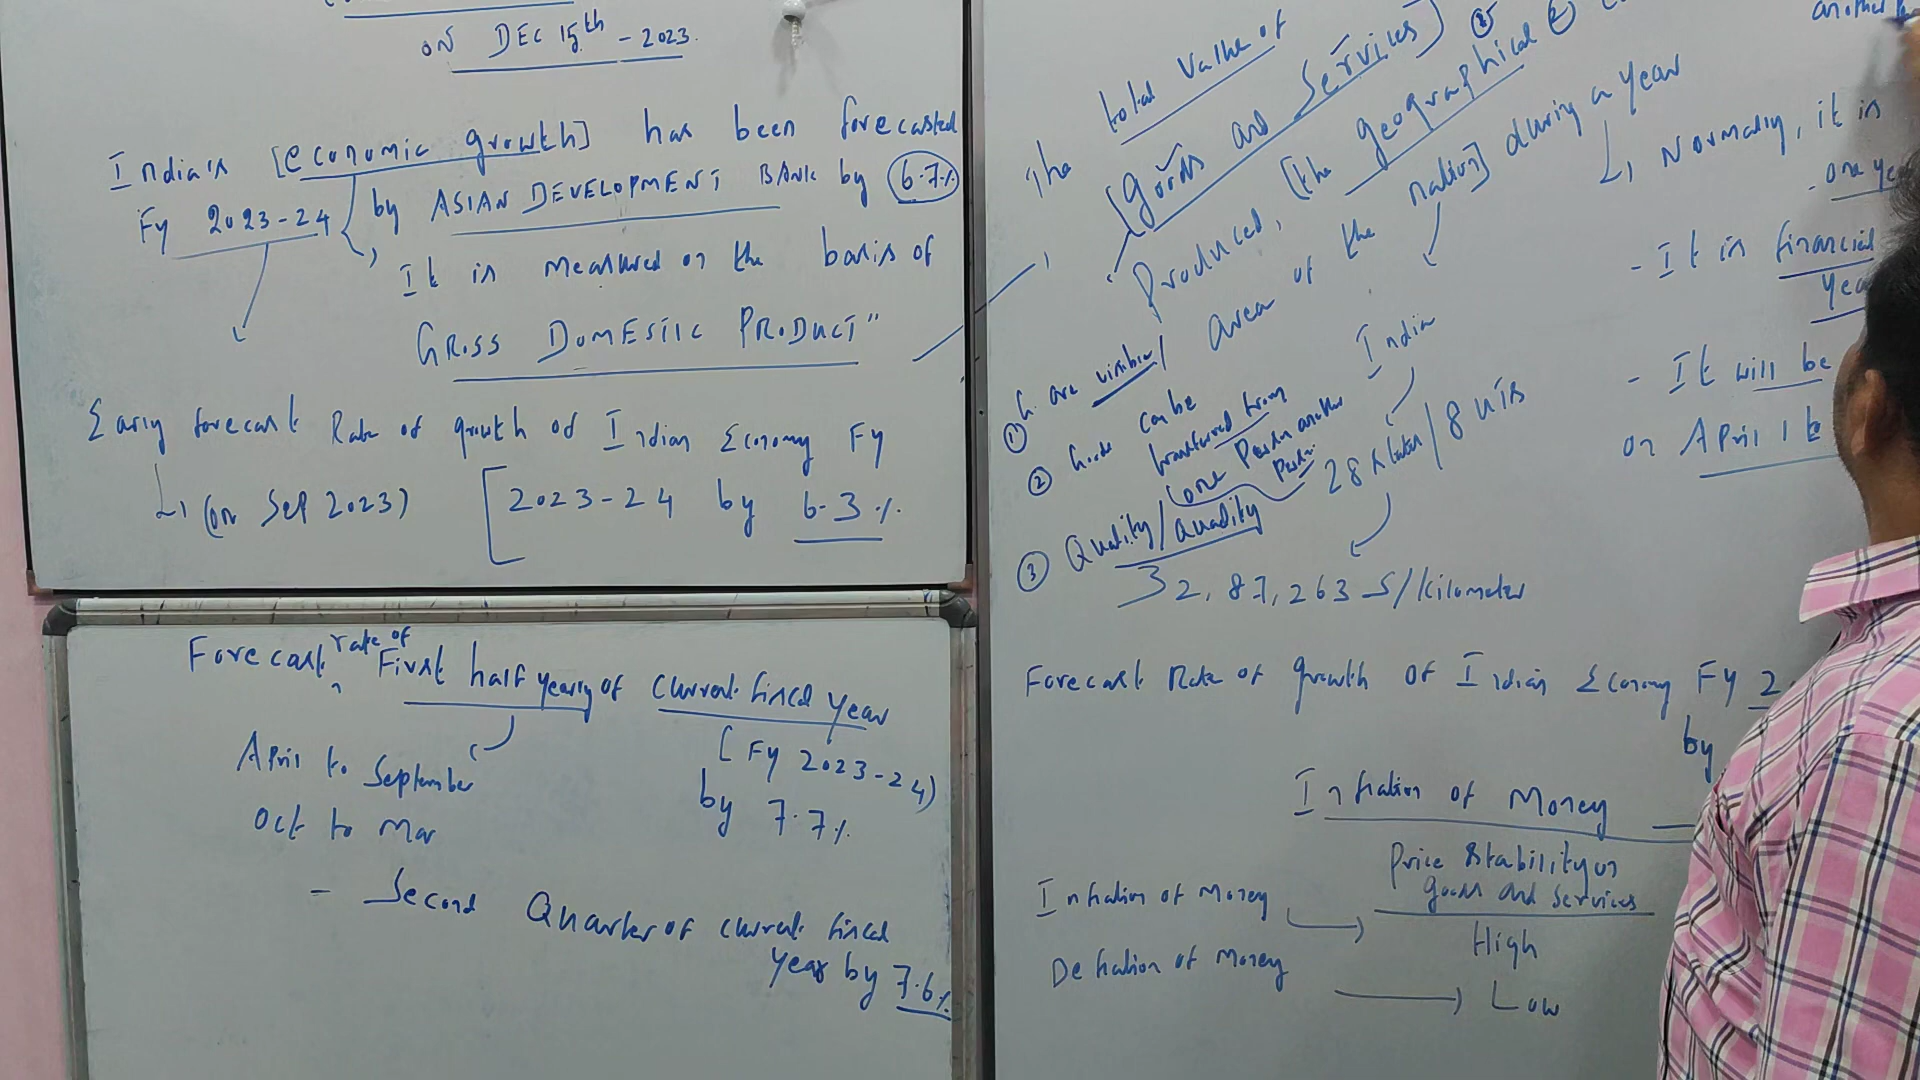 ON DEC 15th - 2023.
India's [economic growth] has been forecasted
FY 2023-24 by ASIAN DEVELOPMENT BANK by 6.7%
It is measured on the basis of
GROSS DOMESTIC PRODUCT"
Early forecast Rate of growth of Indian Economy FY
(on Sep 2023) [2023-24 by 6.3%.
Forecast rate of First half yearly of current fiscal year
April to September
[FY 2023-24)
Oct to Mar
by 7.7%.
- Second Quarter of current fiscal
year by 7.6%.
The total value of
[Goods and Services]
Produced, [the geographical
area of the nation] during a year
India
28 states/8 UTs
32,87,263 S/kilometer
① G. are visible/
② Goods can be
transferred from
one Person another
Person
③ Quality/Quantity
another
Normally, it is
- one
- It is financial
- It will be
on April 1 to
Forecast Rate of growth of Indian Economy FY 2
by
Inflation of Money
Price Stability on
goods and services
Inflation of Money
High
Deflation of Money
Low